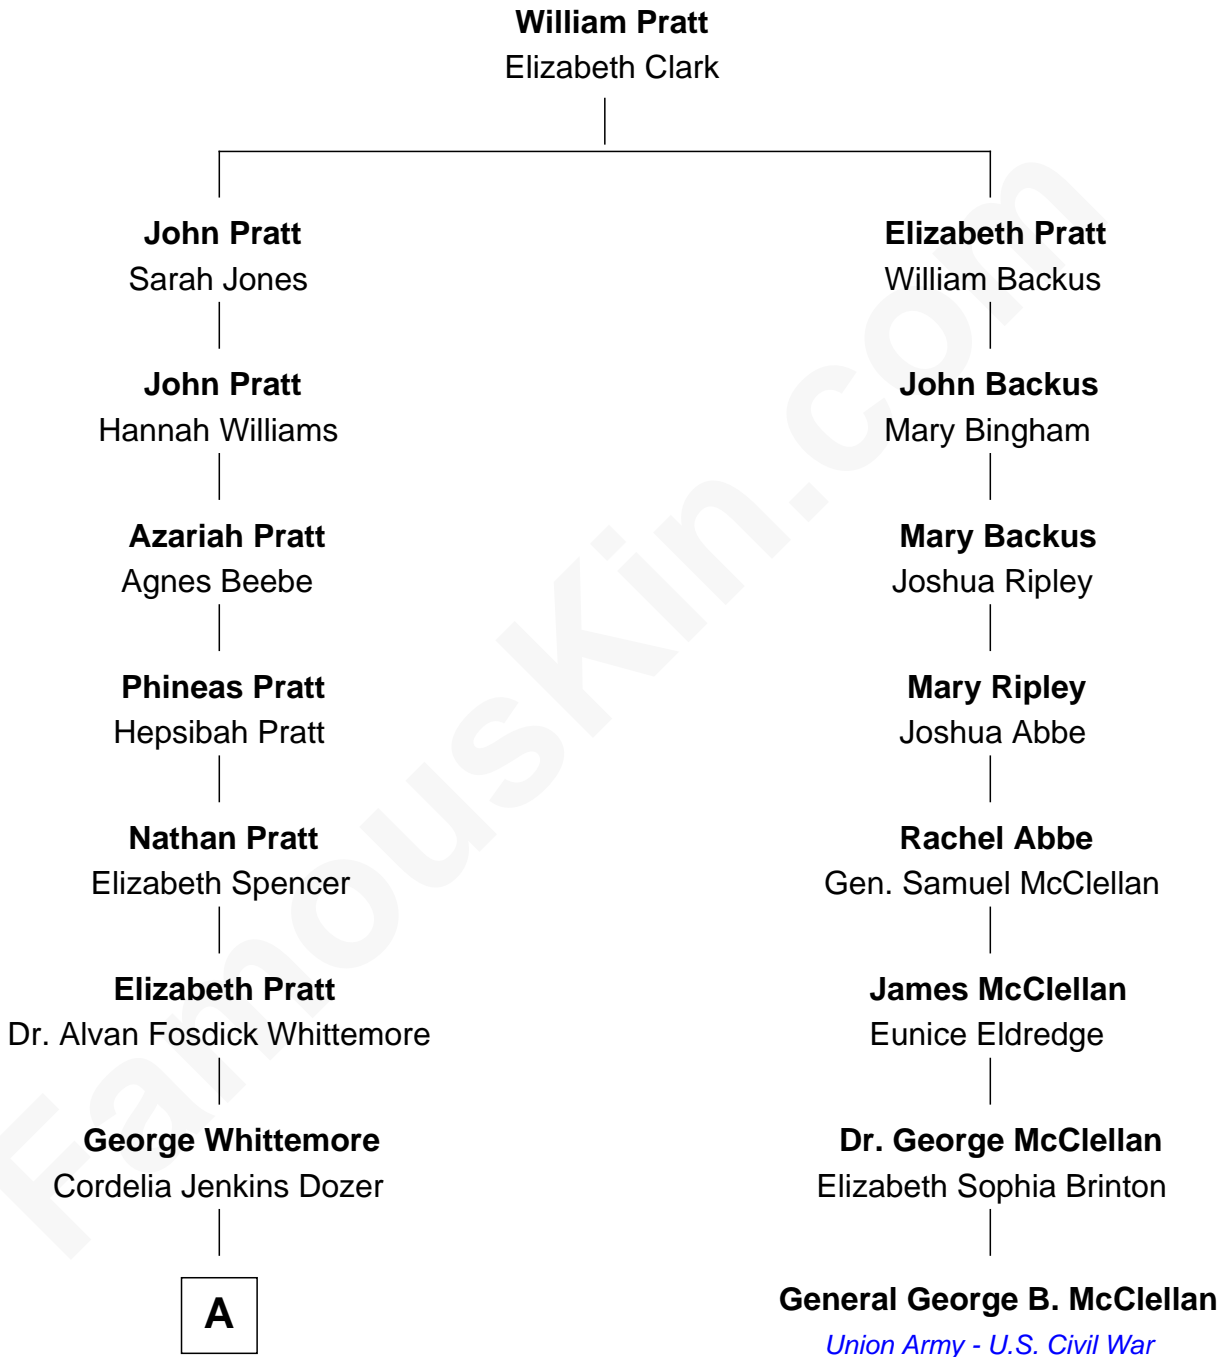 William Pratt
Elizabeth Clark
John Pratt
Sarah Jones
Elizabeth Pratt
William Backus
John Pratt
Hannah Williams
John Backus
Mary Bingham
Azariah Pratt
Agnes Beebe
Mary Backus
Joshua Ripley
Phineas Pratt
Hepsibah Pratt
Mary Ripley
Joshua Abbe
Nathan Pratt
Elizabeth Spencer
Rachel Abbe
Gen. Samuel McClellan
Elizabeth Pratt
Dr. Alvan Fosdick Whittemore
James McClellan
Eunice Eldredge
George Whittemore
Cordelia Jenkins Dozer
Dr. George McClellan
Elizabeth Sophia Brinton
A
General George B. McClellan
Union Army - U.S. Civil War
FamousKin.com